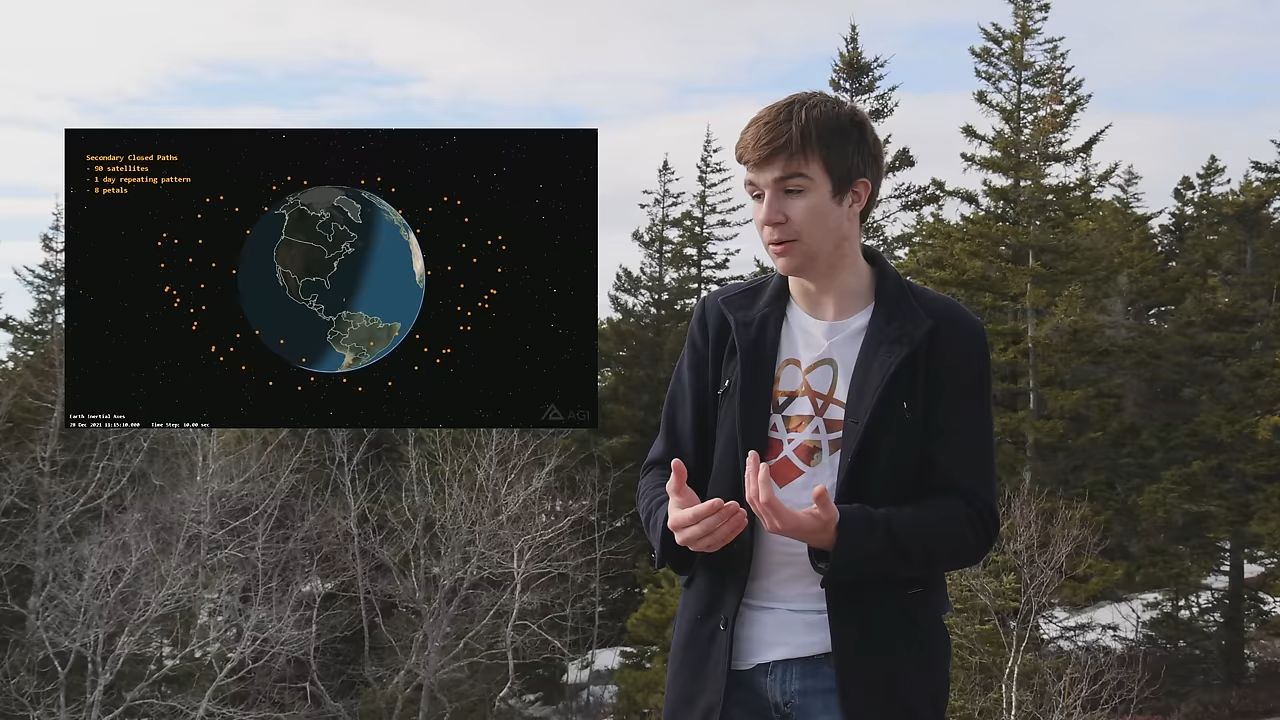 Secondary Closed Paths
- 90 satellites
- 1 day repeating pattern
- 8 petals
AGI
Earth Inertial Axes
20 Dec 2021 11:15:10.000 Time Step: 10.00 sec